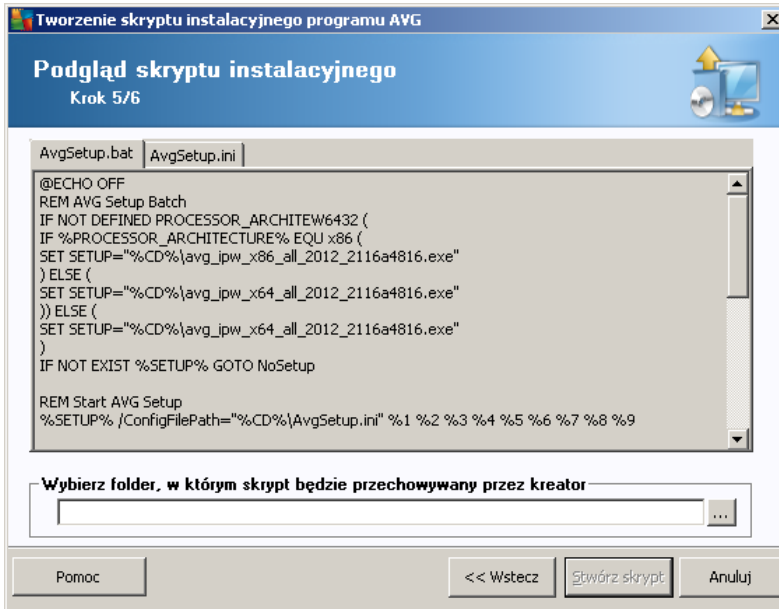 Tworzenie skryptu instalacyjnego programu AVG
Podgląd skryptu instalacyjnego
Krok 5/6
AvgSetup.bat AvgSetup.ini
@ECHO OFF
REM AVG Setup Batch
IF NOT DEFINED PROCESSOR_ARCHITEW6432 (
IF %PROCESSOR_ARCHITECTURE% EQU x86 (
SET SETUP="%CD%\avg_ipw_x86_all_2012_2116a4816.exe"
) ELSE (
SET SETUP="%CD%\avg_ipw_x64_all_2012_2116a4816.exe"
)) ELSE (
SET SETUP="%CD%\avg_ipw_x64_all_2012_2116a4816.exe"
)
IF NOT EXIST %SETUP% GOTO NoSetup
REM Start AVG Setup
%SETUP% /ConfigFilePath="%CD%\AvgSetup.ini" %1 %2 %3 %4 %5 %6 %7 %8 %9
Wybierz folder, w którym skrypt będzie przechowywany przez kreator
...
Pomoc << Wstecz Stwórz skrypt Anuluj